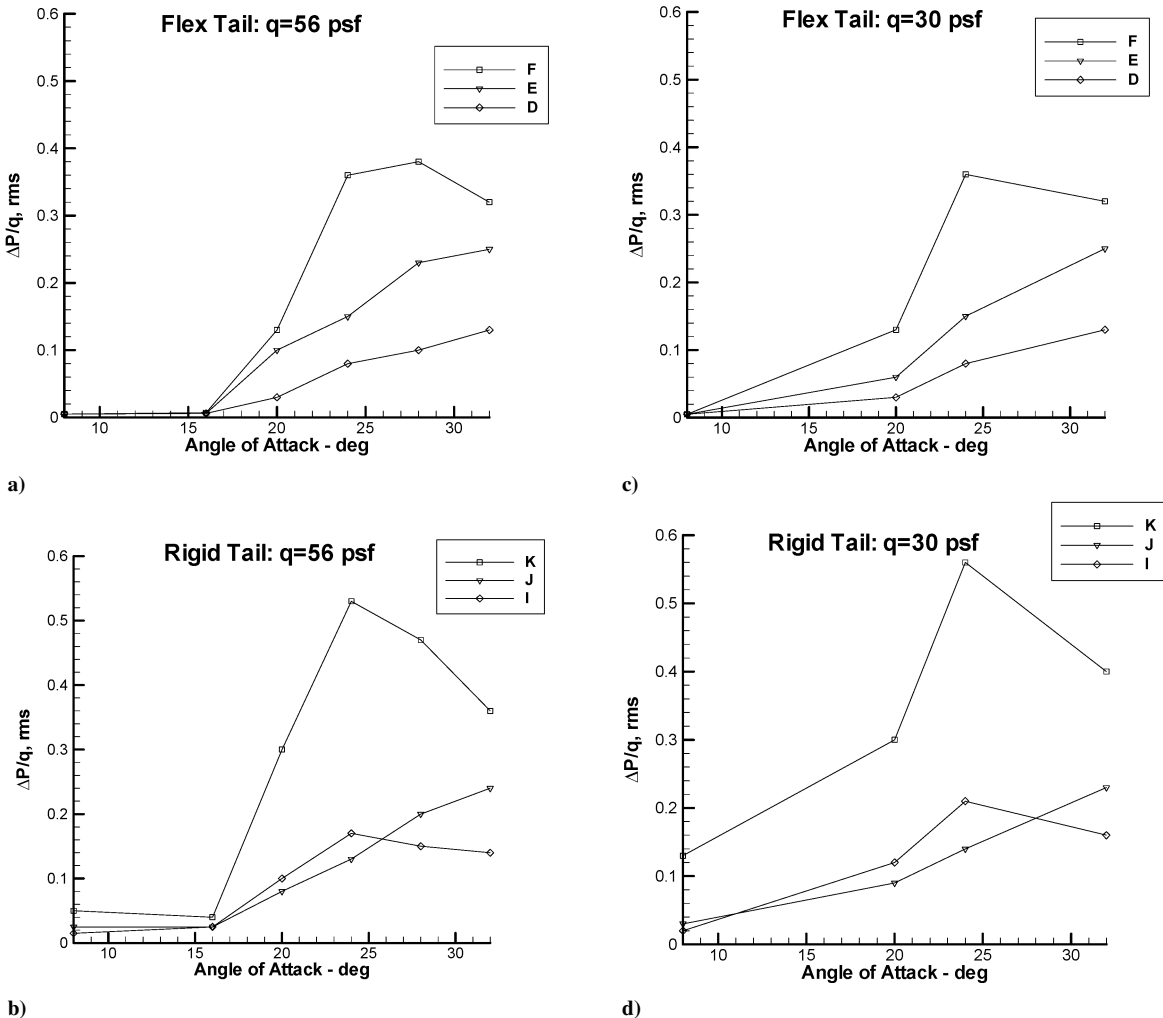 Flex Tail: q=56 psf
F
E
D
0.6
0.5
0.4
0.3
0.2
0.1
0
ΔP/q, rms
10 15 20 25 30
Angle of Attack - deg
a)
Flex Tail: q=30 psf
F
E
D
0.6
0.5
0.4
0.3
0.2
0.1
0
ΔP/q, rms
10 15 20 25 30
Angle of Attack - deg
c)
Rigid Tail: q=56 psf
K
J
I
0.6
0.5
0.4
0.3
0.2
0.1
0
ΔP/q, rms
10 15 20 25 30
Angle of Attack - deg
b)
Rigid Tail: q=30 psf
K
J
I
0.6
0.5
0.4
0.3
0.2
0.1
0
ΔP/q, rms
10 15 20 25 30
Angle of Attack - deg
d)